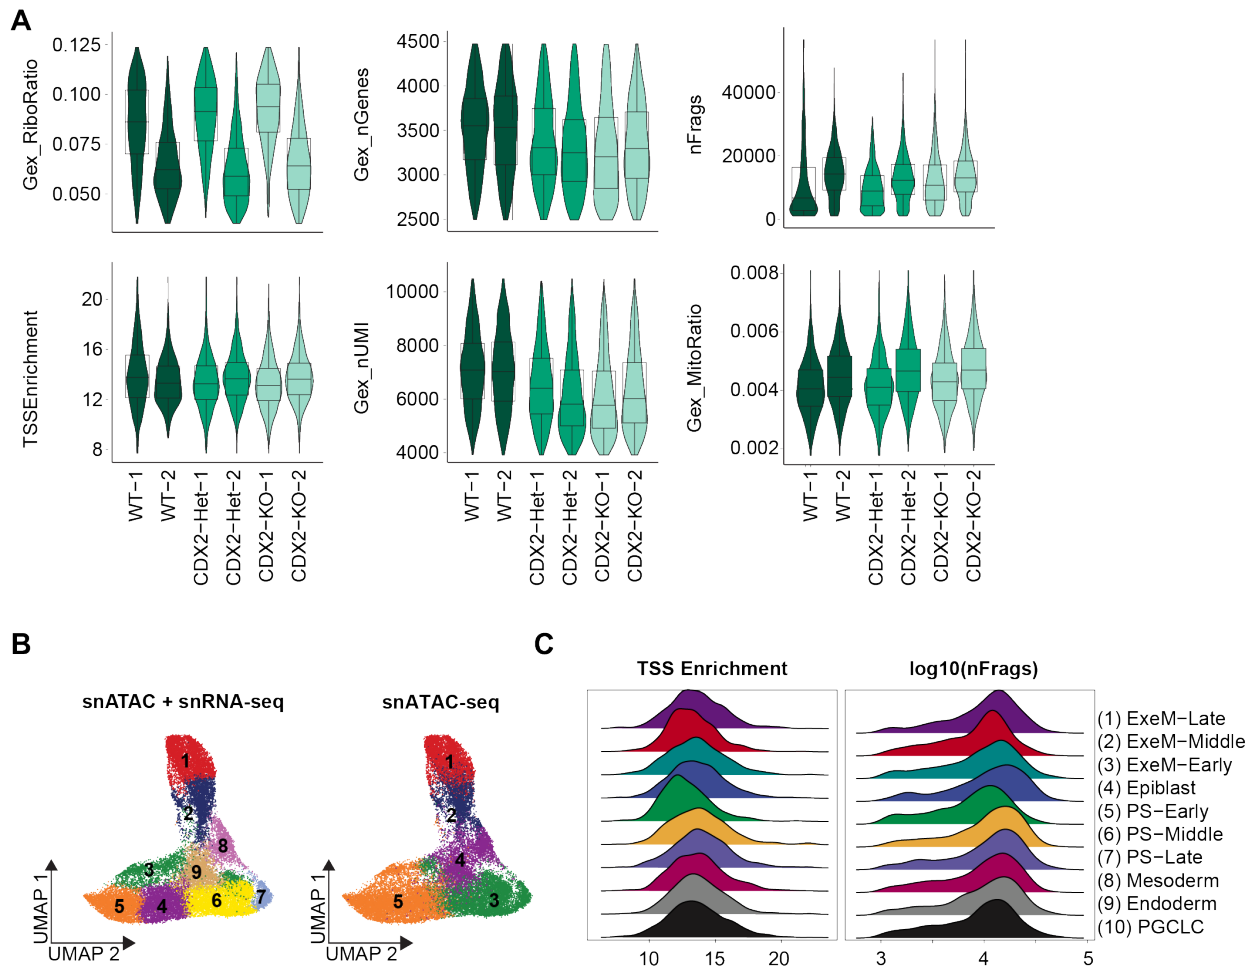 A
Gex_RiboRatio
0.125
0.100
0.075
0.050
Gex_nGenes
4500
4000
3500
3000
2500
nFrags
40000
20000
0
TSSEnrichment
20
16
12
8
Gex_nUMI
10000
8000
6000
4000
Gex_MitoRatio
0.008
0.006
0.004
0.002
WT−1
WT−2
CDX2−Het−1
CDX2−Het−2
CDX2−KO−1
CDX2−KO−2
WT−1
WT−2
CDX2−Het−1
CDX2−Het−2
CDX2−KO−1
CDX2−KO−2
WT−1
WT−2
CDX2−Het−1
CDX2−Het−2
CDX2−KO−1
CDX2−KO−2
B
snATAC + snRNA-seq
1
2
8
3
9
5
4
6
7
UMAP 1
UMAP 2
snATAC-seq
1
2
4
5
3
UMAP 1
UMAP 2
C
TSS Enrichment
log10(nFrags)
(1) ExeM−Late
(2) ExeM−Middle
(3) ExeM−Early
(4) Epiblast
(5) PS−Early
(6) PS−Middle
(7) PS−Late
(8) Mesoderm
(9) Endoderm
(10) PGCLC
10
15
20
3
4
5